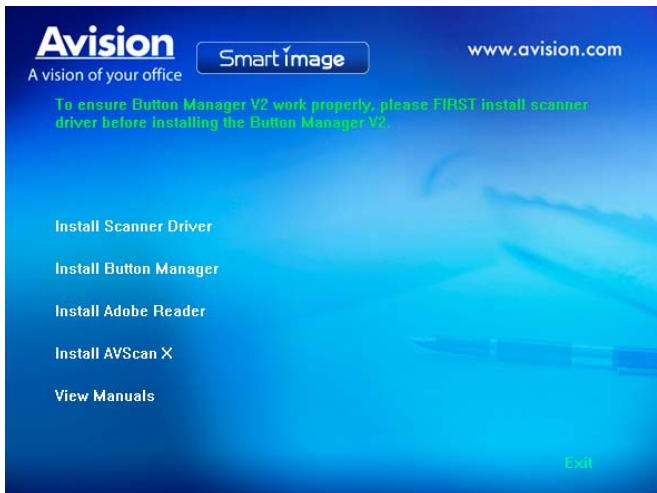 Avision
A vision of your office
Smart image
www.avision.com
To ensure Button Manager V2 work properly, please FIRST install scanner
driver before installing the Button Manager V2.
Install Scanner Driver
Install Button Manager
Install Adobe Reader
Install AVScan X
View Manuals
Exit